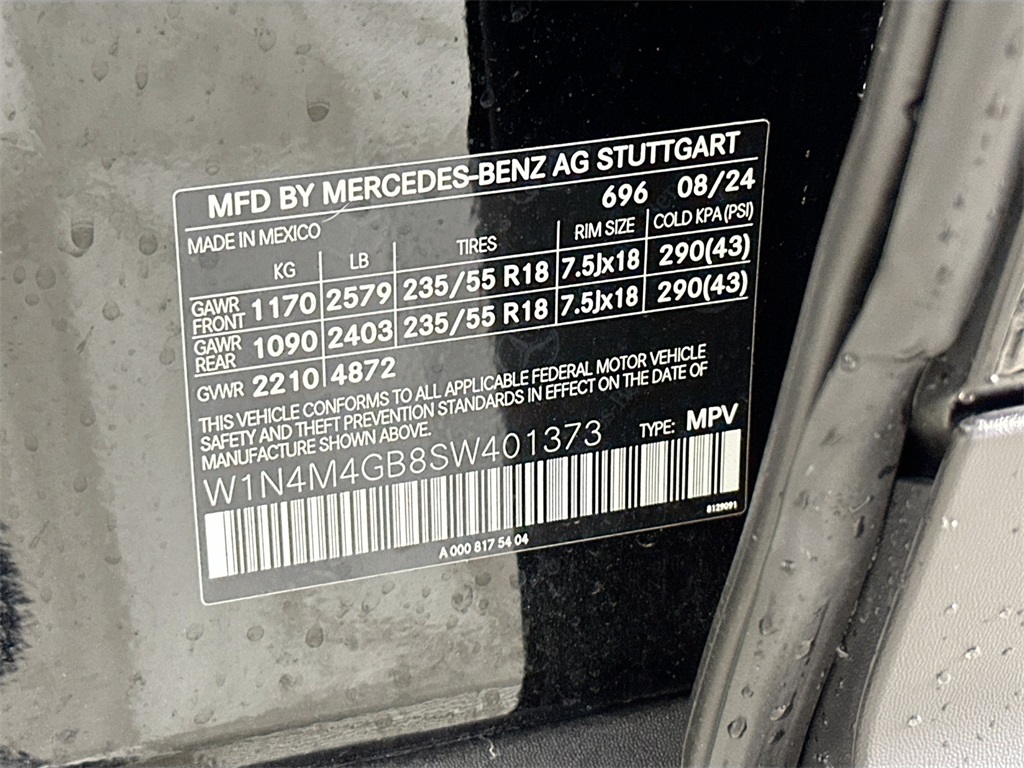 MFD BY MERCEDES-BENZ AG STUTTGART
MADE IN MEXICO 696 08/24
KG LB TIRES RIM SIZE COLD KPA (PSI)
GAWR FRONT 1170 2579 235/55 R18 7.5Jx18 290(43)
GAWR REAR 1090 2403 235/55 R18 7.5Jx18 290(43)
GVWR 2210 4872
THIS VEHICLE CONFORMS TO ALL APPLICABLE FEDERAL MOTOR VEHICLE
SAFETY AND THEFT PREVENTION STANDARDS IN EFFECT ON THE DATE OF
MANUFACTURE SHOWN ABOVE.
W1N4M4GB8SW401373 TYPE: MPV
8129091
A 000 817 54 04